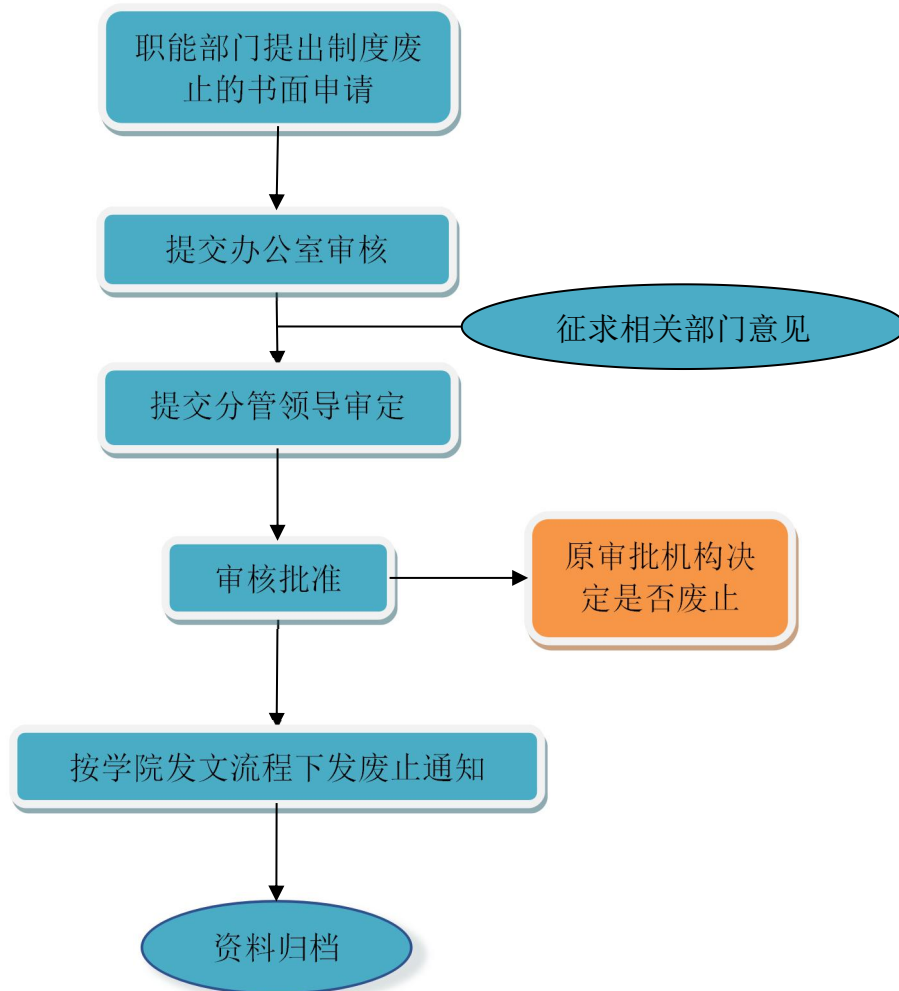 职能部门提出制度废
止的书面申请
提交办公室审核
征求相关部门意见
提交分管领导审定
审核批准
原审批机构决
定是否废止
按学院发文流程下发废止通知
资料归档